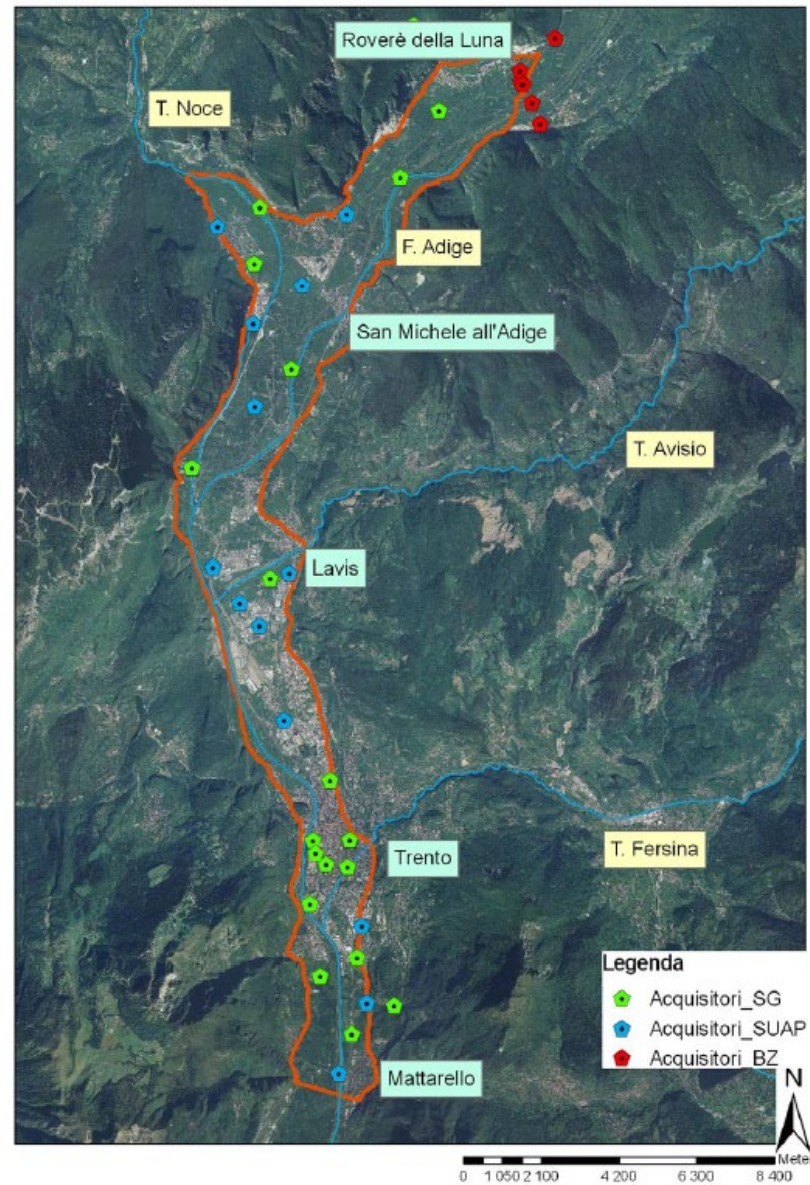 Roverè della Luna
T. Noce
F. Adige
San Michele all'Adige
T. Avisio
Lavis
Trento
T. Fersina
Legenda
Acquisitori_SG
Acquisitori_SUAP
Acquisitori_BZ
Mattarello
N
Mete
0 1 050 2 100 4 200 6 300 8 400